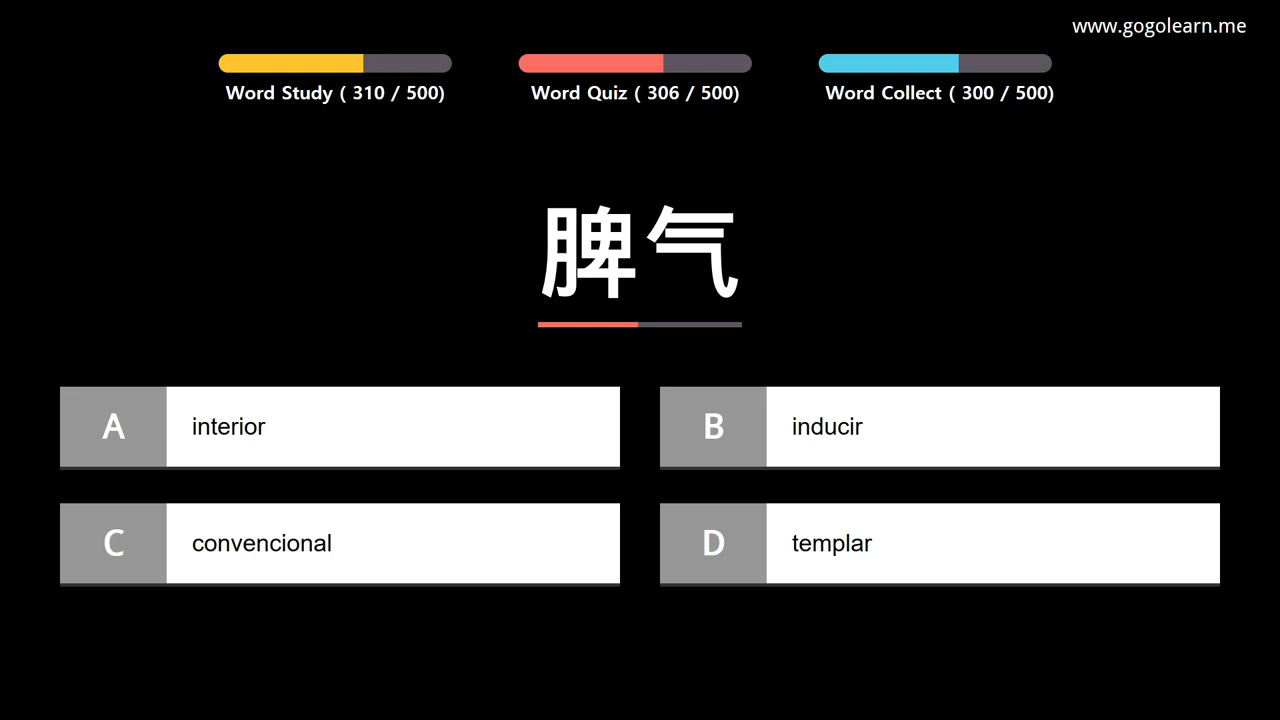 www.gogolearn.me
Word Study ( 310 / 500)
Word Quiz ( 306 / 500)
Word Collect ( 300 / 500)
脾气
A interior
B inducir
C convencional
D templar